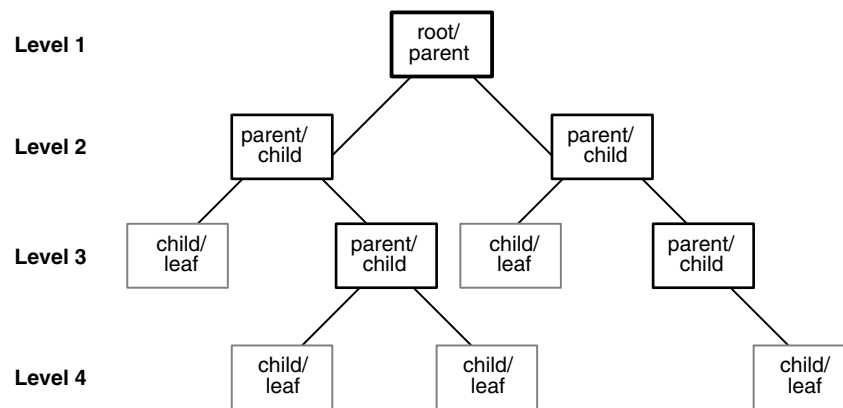 Level 1
root/
parent
Level 2
parent/
child
parent/
child
Level 3
child/
leaf
parent/
child
child/
leaf
parent/
child
Level 4
child/
leaf
child/
leaf
child/
leaf